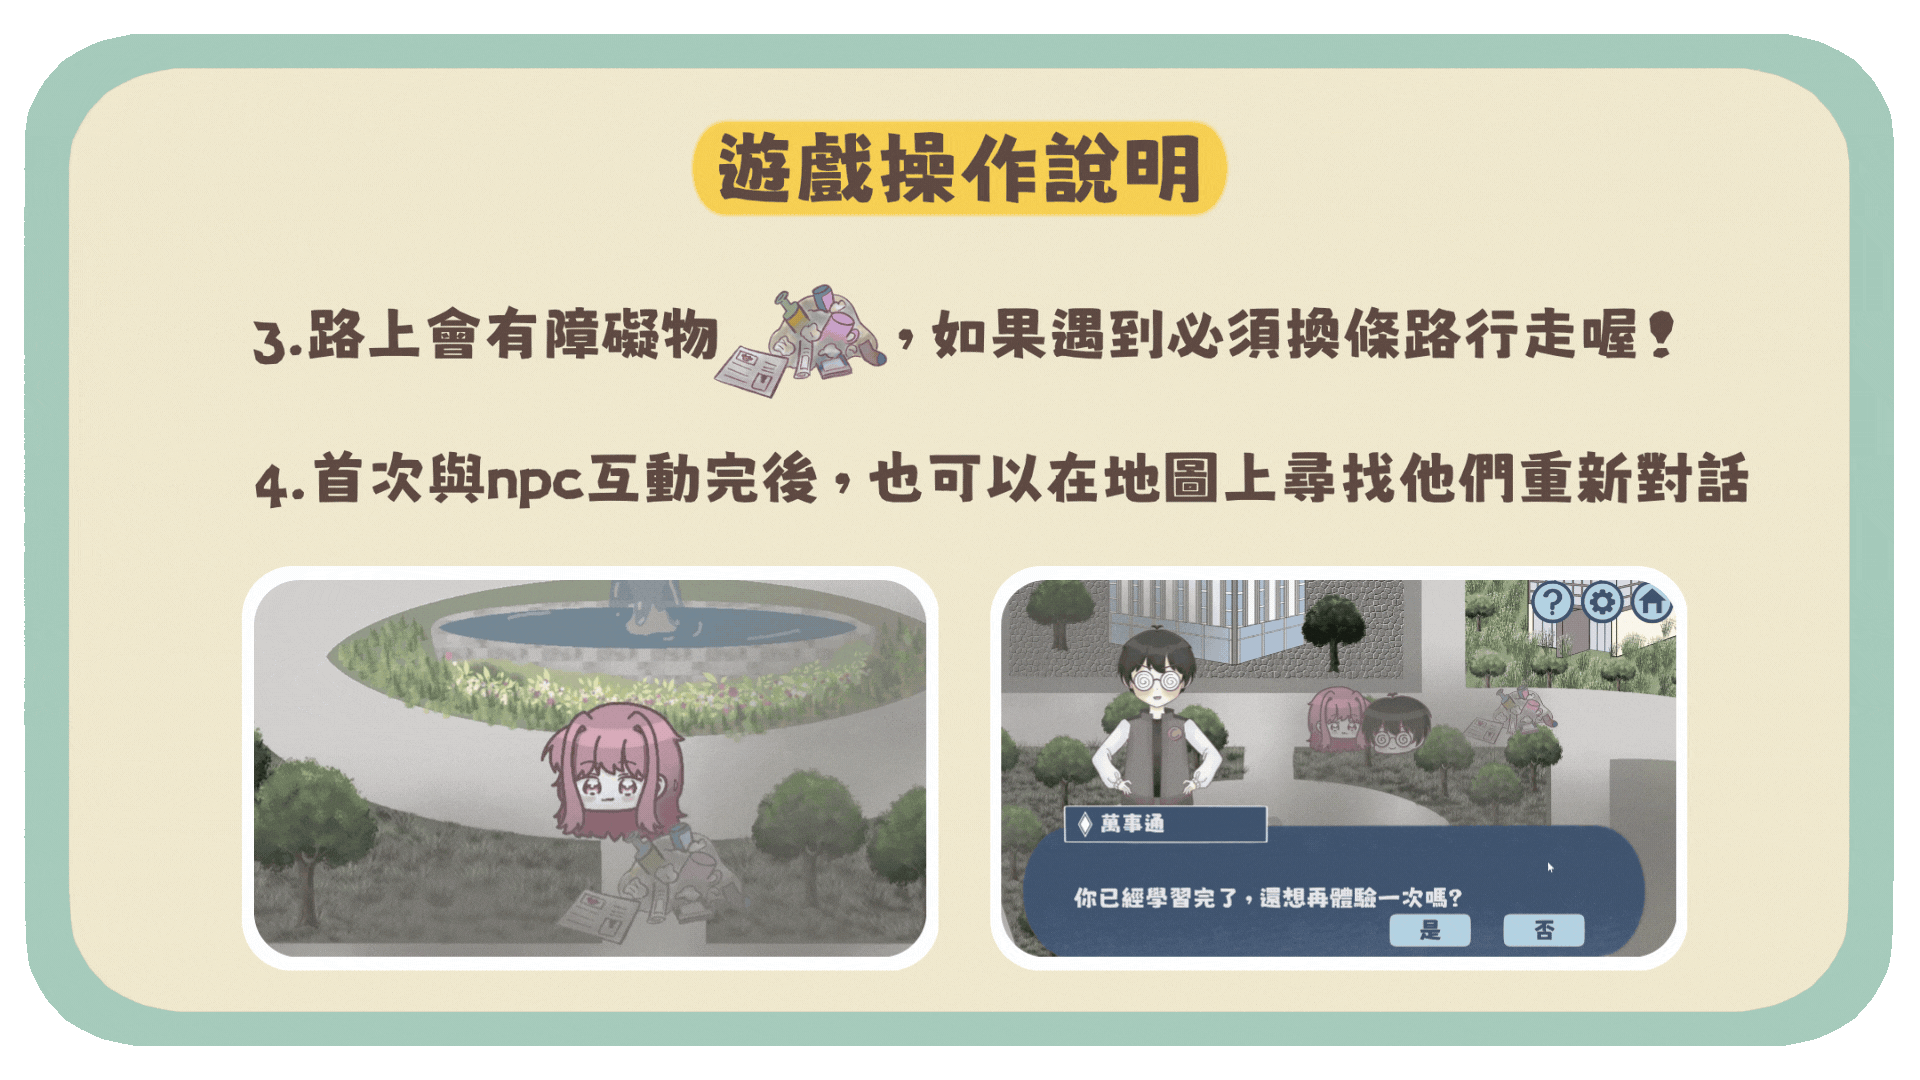 遊戲操作說明
3.路上會有障礙物，如果遇到必須換條路行走喔！
4.首次與npc互動完後，也可以在地圖上尋找他們重新對話
?
萬事通
你已經學習完了，還想再體驗一次嗎?
是 否